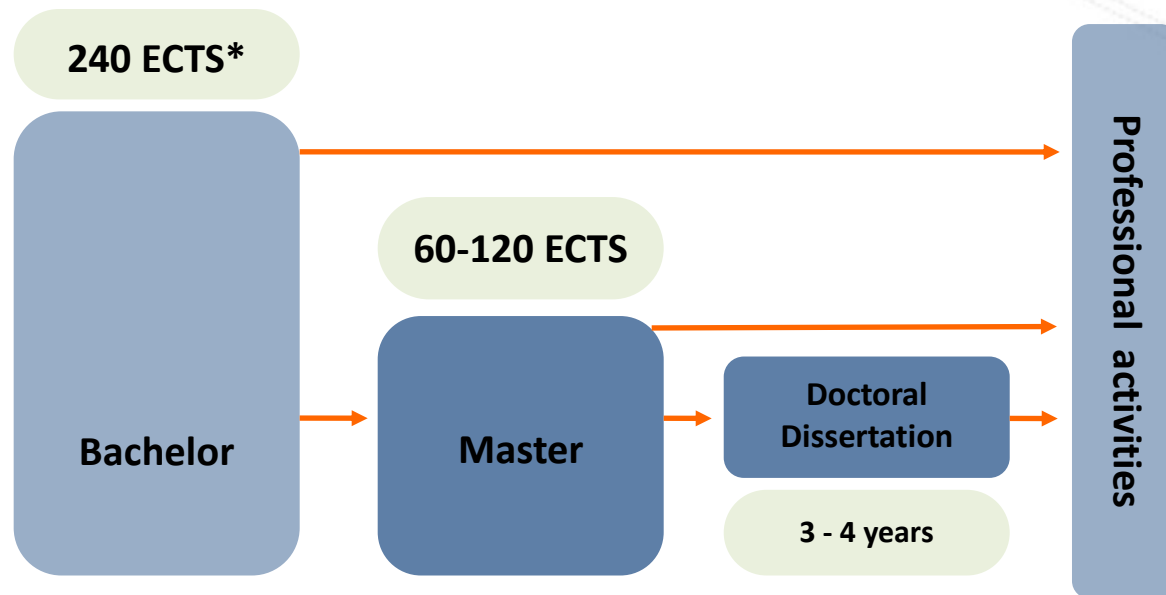 240 ECTS*
60-120 ECTS
Bachelor
Master
Doctoral
Dissertation
3 - 4 years
Professional activities